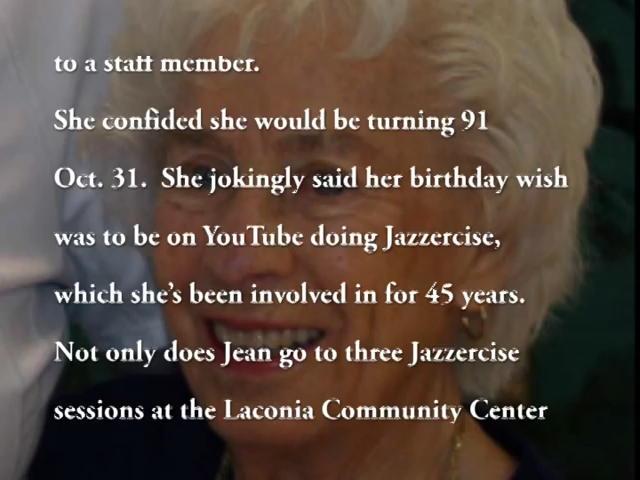 to a staff member.
She confided she would be turning 91
Oct. 31.  She jokingly said her birthday wish
was to be on YouTube doing Jazzercise,
which she's been involved in for 45 years.
Not only does Jean go to three Jazzercise
sessions at the Laconia Community Center